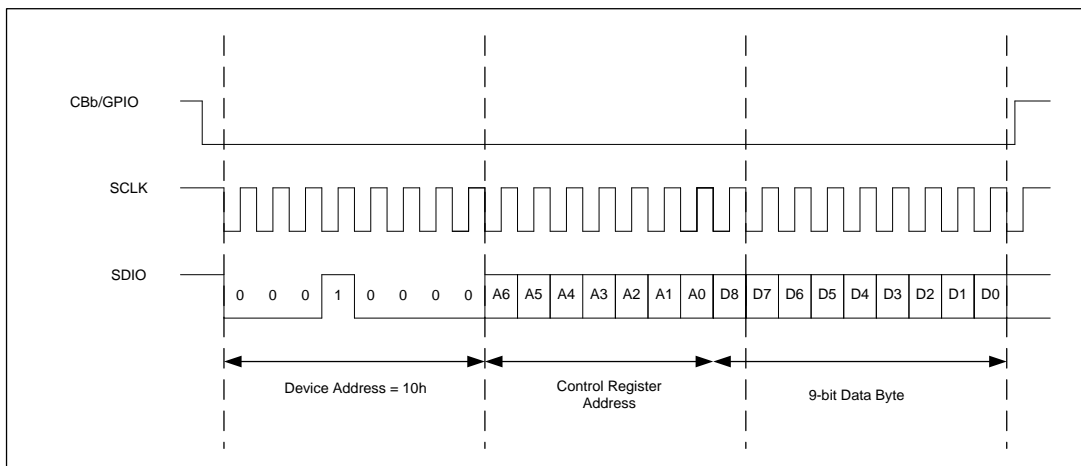 CBb/GPIO
SCLK
SDIO
0 0 0 1 0 0 0 0 A6 A5 A4 A3 A2 A1 A0 D8 D7 D6 D5 D4 D3 D2 D1 D0
Device Address = 10h
Control Register
Address
9-bit Data Byte